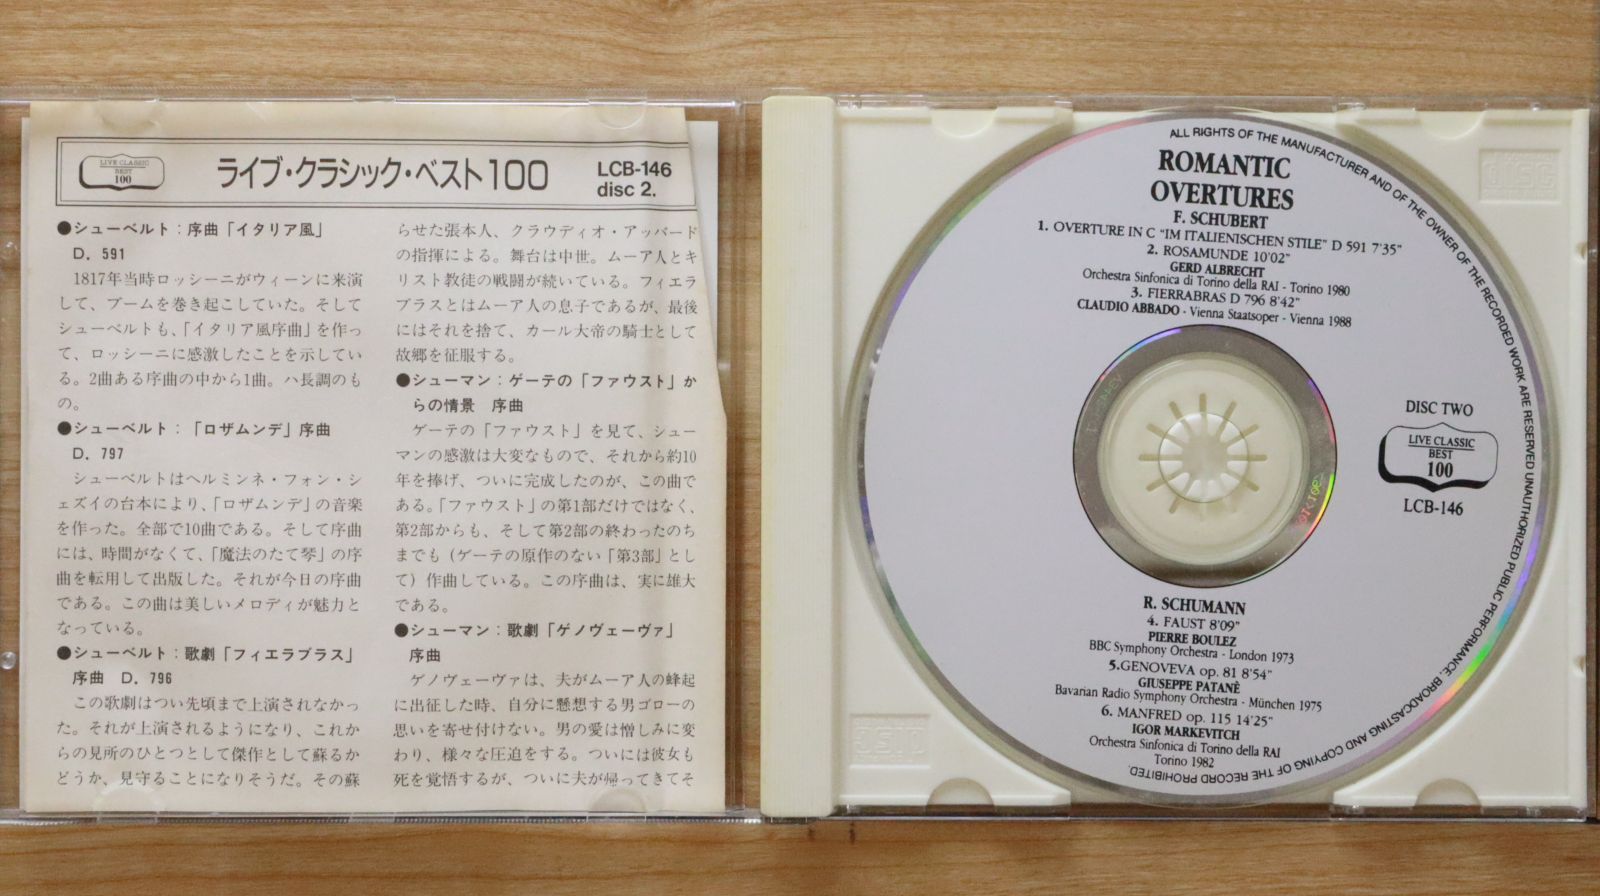 LIVE CLASSIC
BEST
100
ライブ・クラシック・ベスト100
LCB-146
disc 2.
●シューベルト：序曲「イタリア風」
D. 591
1817年当時ロッシーニがウィーンに来演
して、ブームを巻き起こしていた。そして
シューベルトも、「イタリア風序曲」を作っ
て、ロッシーニに感激したことを示してい
る。2曲ある序曲の中から1曲。ハ長調のも
の。
●シューベルト：「ロザムンデ」序曲
D. 797
シューベルトはヘルミンネ・フォン・シ
ェズイの台本により、「ロザムンデ」の音楽
を作った。全部で10曲である。そして序曲
には、時間がなくて、「魔法のたて琴」の序
曲を転用して出版した。それが今日の序曲
である。この曲は美しいメロディが魅力と
なっている。
●シューベルト：歌劇「フィエラブラス」
序曲 D. 796
この歌劇はつい先頃まで上演されなかっ
た。それが上演されるようになり、これか
らの見所のひとつとして傑作として蘇るか
どうか、見守ることになりそうだ。その蘇
らせた張本人、クラウディオ・アッバード
の指揮による。舞台は中世。ムーア人とキ
リスト教徒の戦闘が続いている。フィエラ
ブラスとはムーア人の息子であるが、最後
にはそれを捨て、カール大帝の騎士として
故郷を征服する。
●シューマン：ゲーテの「ファウスト」か
らの情景 序曲
ゲーテの「ファウスト」を見て、シュー
マンの感激は大変なもので、それから約10
年を捧げ、ついに完成したのが、この曲で
ある。「ファウスト」の第1部だけではなく、
第2部からも、そして第2部の終わったのち
までも（ゲーテの原作のない「第3部」とし
て）作曲している。この序曲は、実に雄大
である。
●シューマン：歌劇「ゲノヴェーヴァ」
序曲
ゲノヴェーヴァは、夫がムーア人の蜂起
に出征した時、自分に懸想する男ゴローの
思いを寄せ付けない。男の愛は憎しみに変
わり、様々な圧迫をする。ついには彼女も
死を覚悟するが、ついに夫が帰ってきてそ
ALL RIGHTS OF THE MANUFACTURER AND OF THE OWNER OF THE RECORDED WORK ARE RESERVED UNAUTHORIZED PUBLIC PERFORMANCE, BROADCASTING AND COPYING OF THE RECORD PROHIBITED.
ROMANTIC
OVERTURES
F. SCHUBERT
1. OVERTURE IN C "IM ITALIENISCHEN STILE" D 591 7'35"
2. ROSAMUNDE 10'02"
GERD ALBRECHT
Orchestra Sinfonica di Torino della RAI - Torino 1980
3. FIERRABRAS D 796 8'42"
CLAUDIO ABBADO - Vienna Staatsoper - Vienna 1988
DISC TWO
LIVE CLASSIC
BEST
100
LCB-146
R. SCHUMANN
4. FAUST 8'09"
PIERRE BOULEZ
BBC Symphony Orchestra - London 1973
5.GENOVEVA op. 81 8'54"
GIUSEPPE PATANÈ
Bavarian Radio Symphony Orchestra - München 1975
6. MANFRED op. 115 14'25"
IGOR MARKEVITCH
Orchestra Sinfonica di Torino della RAI
Torino 1982
disc
disc